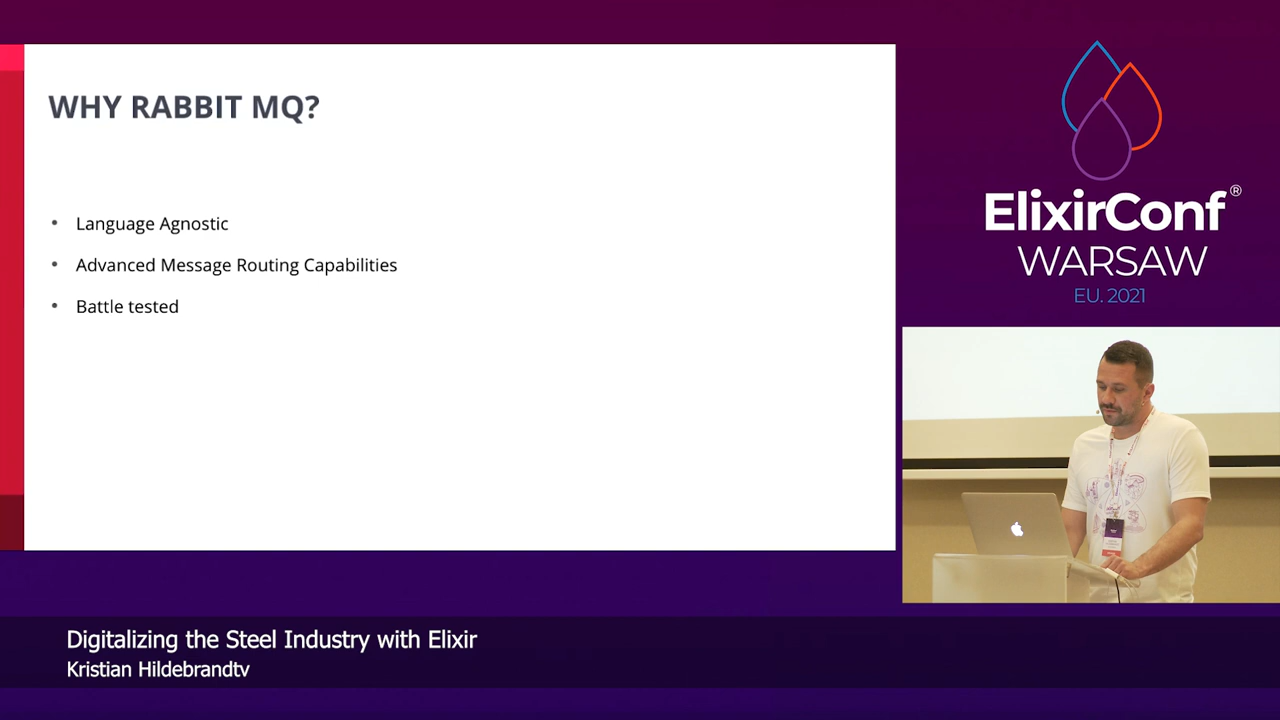 WHY RABBIT MQ?
• Language Agnostic
• Advanced Message Routing Capabilities
• Battle tested
ElixirConf®
WARSAW
EU. 2021
Digitalizing the Steel Industry with Elixir
Kristian Hildebrandtv